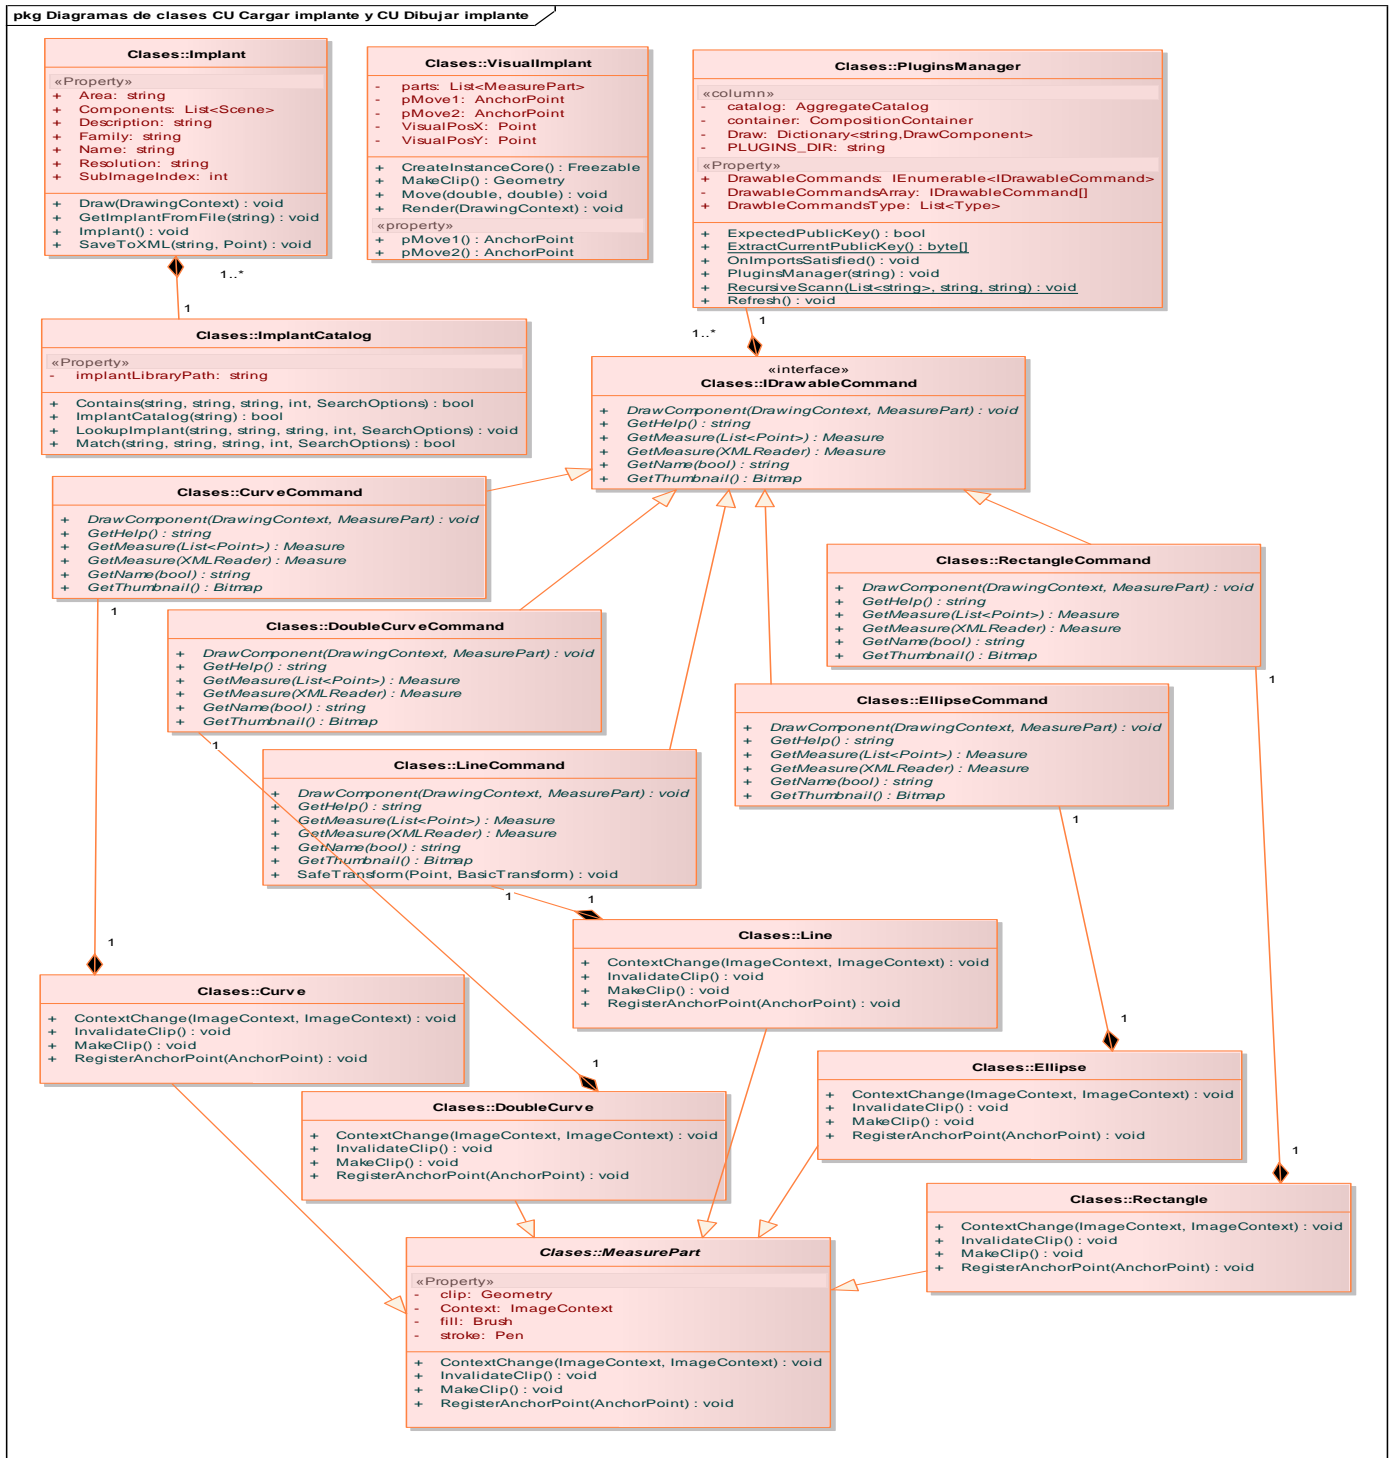 pkg Diagramas de clases CU Cargar implante y CU Dibujar implante
Clases::Implant
«Property»
+ Area: string
+ Components: List<Scene>
+ Description: string
+ Family: string
+ Name: string
+ Resolution: string
+ SubImageIndex: int
+ Draw(DrawingContext) : void
+ GetImplantFromFile(string) : void
+ Implant() : void
+ SaveToXML(string, Point) : void
Clases::VisualImplant
- parts: List<MeasurePart>
- pMove1: AnchorPoint
- pMove2: AnchorPoint
- VisualPosX: Point
- VisualPosY: Point
+ CreateInstanceCore() : Freezable
+ MakeClip() : Geometry
+ Move(double, double) : void
+ Render(DrawingContext) : void
«property»
+ pMove1() : AnchorPoint
+ pMove2() : AnchorPoint
Clases::PluginsManager
«column»
- catalog: AggregateCatalog
- container: CompositionContainer
- Draw: Dictionary<string,DrawComponent>
- PLUGINS_DIR: string
«Property»
+ DrawableCommands: IEnumerable<IDrawableCommand>
- DrawableCommandsArray: IDrawableCommand[]
+ DrawbleCommandsType: List<Type>
+ ExpectedPublicKey() : bool
+ ExtractCurrentPublicKey() : byte[]
+ OnImportsSatisfied() : void
+ PluginsManager(string) : void
+ RecursiveScann(List<string>, string, string) : void
+ Refresh() : void
1..*
1
1
1..*
Clases::ImplantCatalog
«Property»
- implantLibraryPath: string
+ Contains(string, string, string, int, SearchOptions) : bool
+ ImplantCatalog(string) : bool
+ LookupImplant(string, string, string, int, SearchOptions) : void
+ Match(string, string, string, int, SearchOptions) : bool
«interface»
Clases::IDrawableCommand
+ DrawComponent(DrawingContext, MeasurePart) : void
+ GetHelp() : string
+ GetMeasure(List<Point>) : Measure
+ GetMeasure(XMLReader) : Measure
+ GetName(bool) : string
+ GetThumbnail() : Bitmap
Clases::CurveCommand
+ DrawComponent(DrawingContext, MeasurePart) : void
+ GetHelp() : string
+ GetMeasure(List<Point>) : Measure
+ GetMeasure(XMLReader) : Measure
+ GetName(bool) : string
+ GetThumbnail() : Bitmap
1
Clases::RectangleCommand
+ DrawComponent(DrawingContext, MeasurePart) : void
+ GetHelp() : string
+ GetMeasure(List<Point>) : Measure
+ GetMeasure(XMLReader) : Measure
+ GetName(bool) : string
+ GetThumbnail() : Bitmap
1
Clases::DoubleCurveCommand
+ DrawComponent(DrawingContext, MeasurePart) : void
+ GetHelp() : string
+ GetMeasure(List<Point>) : Measure
+ GetMeasure(XMLReader) : Measure
+ GetName(bool) : string
+ GetThumbnail() : Bitmap
1
Clases::EllipseCommand
+ DrawComponent(DrawingContext, MeasurePart) : void
+ GetHelp() : string
+ GetMeasure(List<Point>) : Measure
+ GetMeasure(XMLReader) : Measure
+ GetName(bool) : string
+ GetThumbnail() : Bitmap
1
Clases::LineCommand
+ DrawComponent(DrawingContext, MeasurePart) : void
+ GetHelp() : string
+ GetMeasure(List<Point>) : Measure
+ GetMeasure(XMLReader) : Measure
+ GetName(bool) : string
+ GetThumbnail() : Bitmap
+ SafeTransform(Point, BasicTransform) : void
1
1
Clases::Line
+ ContextChange(ImageContext, ImageContext) : void
+ InvalidateClip() : void
+ MakeClip() : void
+ RegisterAnchorPoint(AnchorPoint) : void
1
Clases::Curve
+ ContextChange(ImageContext, ImageContext) : void
+ InvalidateClip() : void
+ MakeClip() : void
+ RegisterAnchorPoint(AnchorPoint) : void
1
Clases::Ellipse
+ ContextChange(ImageContext, ImageContext) : void
+ InvalidateClip() : void
+ MakeClip() : void
+ RegisterAnchorPoint(AnchorPoint) : void
1
Clases::DoubleCurve
+ ContextChange(ImageContext, ImageContext) : void
+ InvalidateClip() : void
+ MakeClip() : void
+ RegisterAnchorPoint(AnchorPoint) : void
1
Clases::Rectangle
+ ContextChange(ImageContext, ImageContext) : void
+ InvalidateClip() : void
+ MakeClip() : void
+ RegisterAnchorPoint(AnchorPoint) : void
Clases::MeasurePart
«Property»
- clip: Geometry
- Context: ImageContext
- fill: Brush
- stroke: Pen
+ ContextChange(ImageContext, ImageContext) : void
+ InvalidateClip() : void
+ MakeClip() : void
+ RegisterAnchorPoint(AnchorPoint) : void